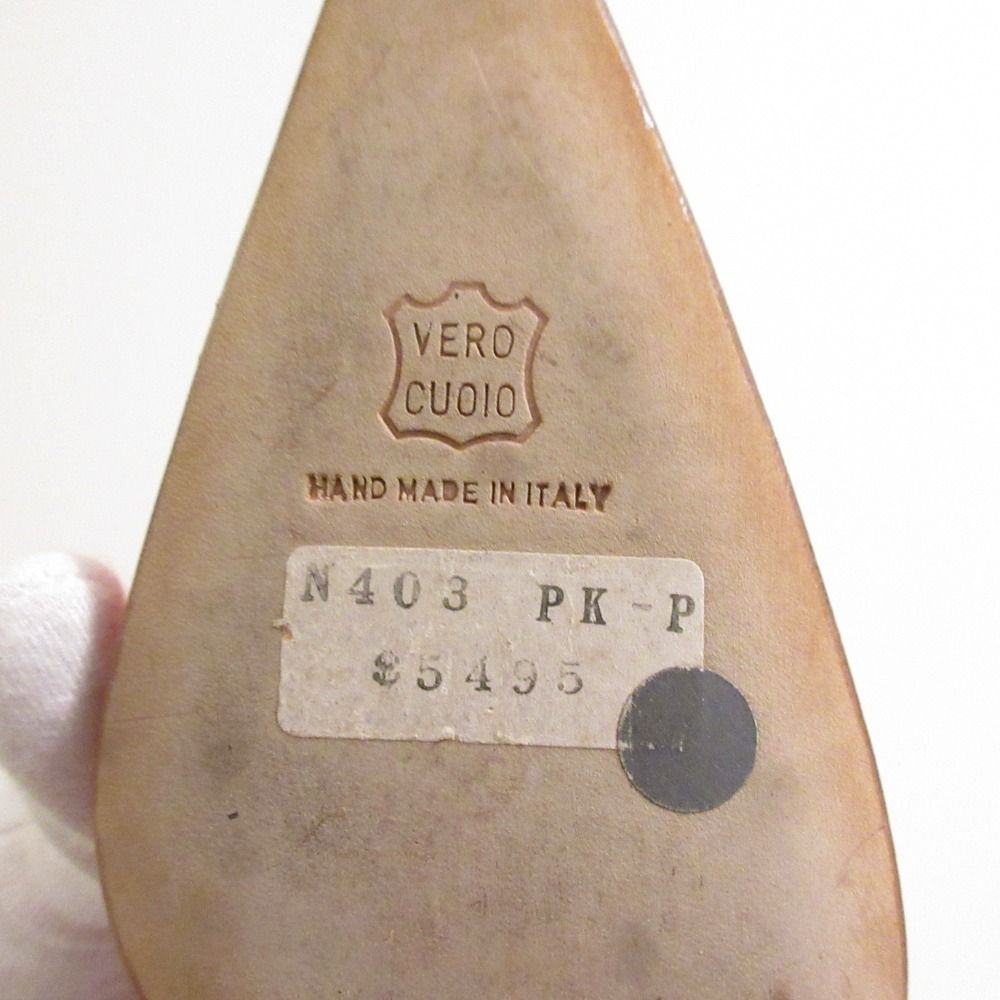 VERO
CUOIO
HAND MADE IN ITALY
N403 PK-P
5495